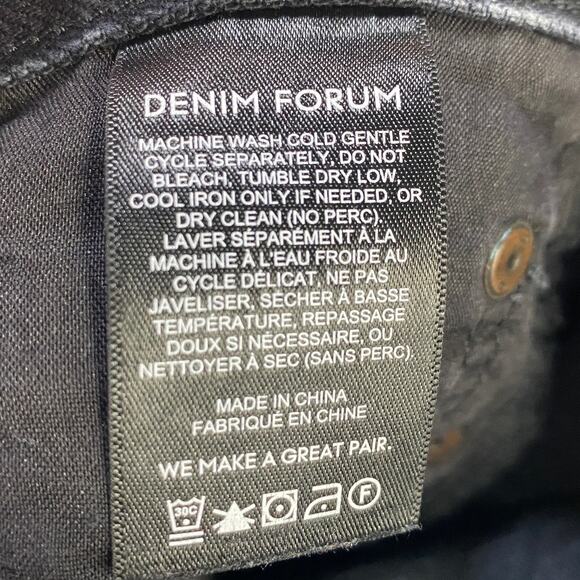 DENIM FORUM
MACHINE WASH COLD GENTLE
CYCLE SEPARATELY, DO NOT
BLEACH, TUMBLE DRY LOW,
COOL IRON ONLY IF NEEDED, OR
DRY CLEAN (NO PERC).
LAVER SÉPARÉMENT À LA
MACHINE À L'EAU FROIDE AU
CYCLE DÉLICAT, NE PAS
JAVELISER, SÉCHER À BASSE
TEMPÉRATURE, REPASSAGE
DOUX SI NÉCESSAIRE, OU
NETTOYER À SEC (SANS PERC).
MADE IN CHINA
FABRIQUÉ EN CHINE
WE MAKE A GREAT PAIR.
30C F